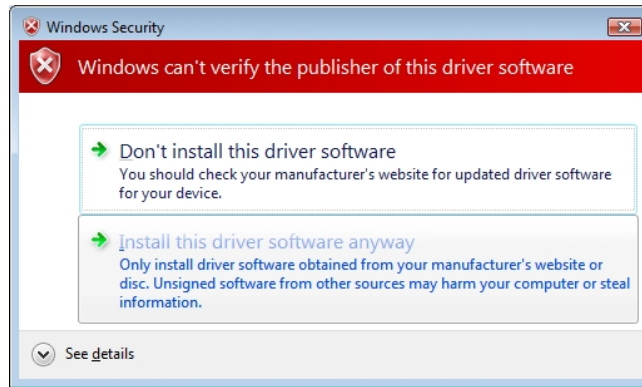 Windows Security
Windows can't verify the publisher of this driver software
Don't install this driver software
You should check your manufacturer's website for updated driver software
for your device.
Install this driver software anyway
Only install driver software obtained from your manufacturer's website or
disc. Unsigned software from other sources may harm your computer or steal
information.
See details